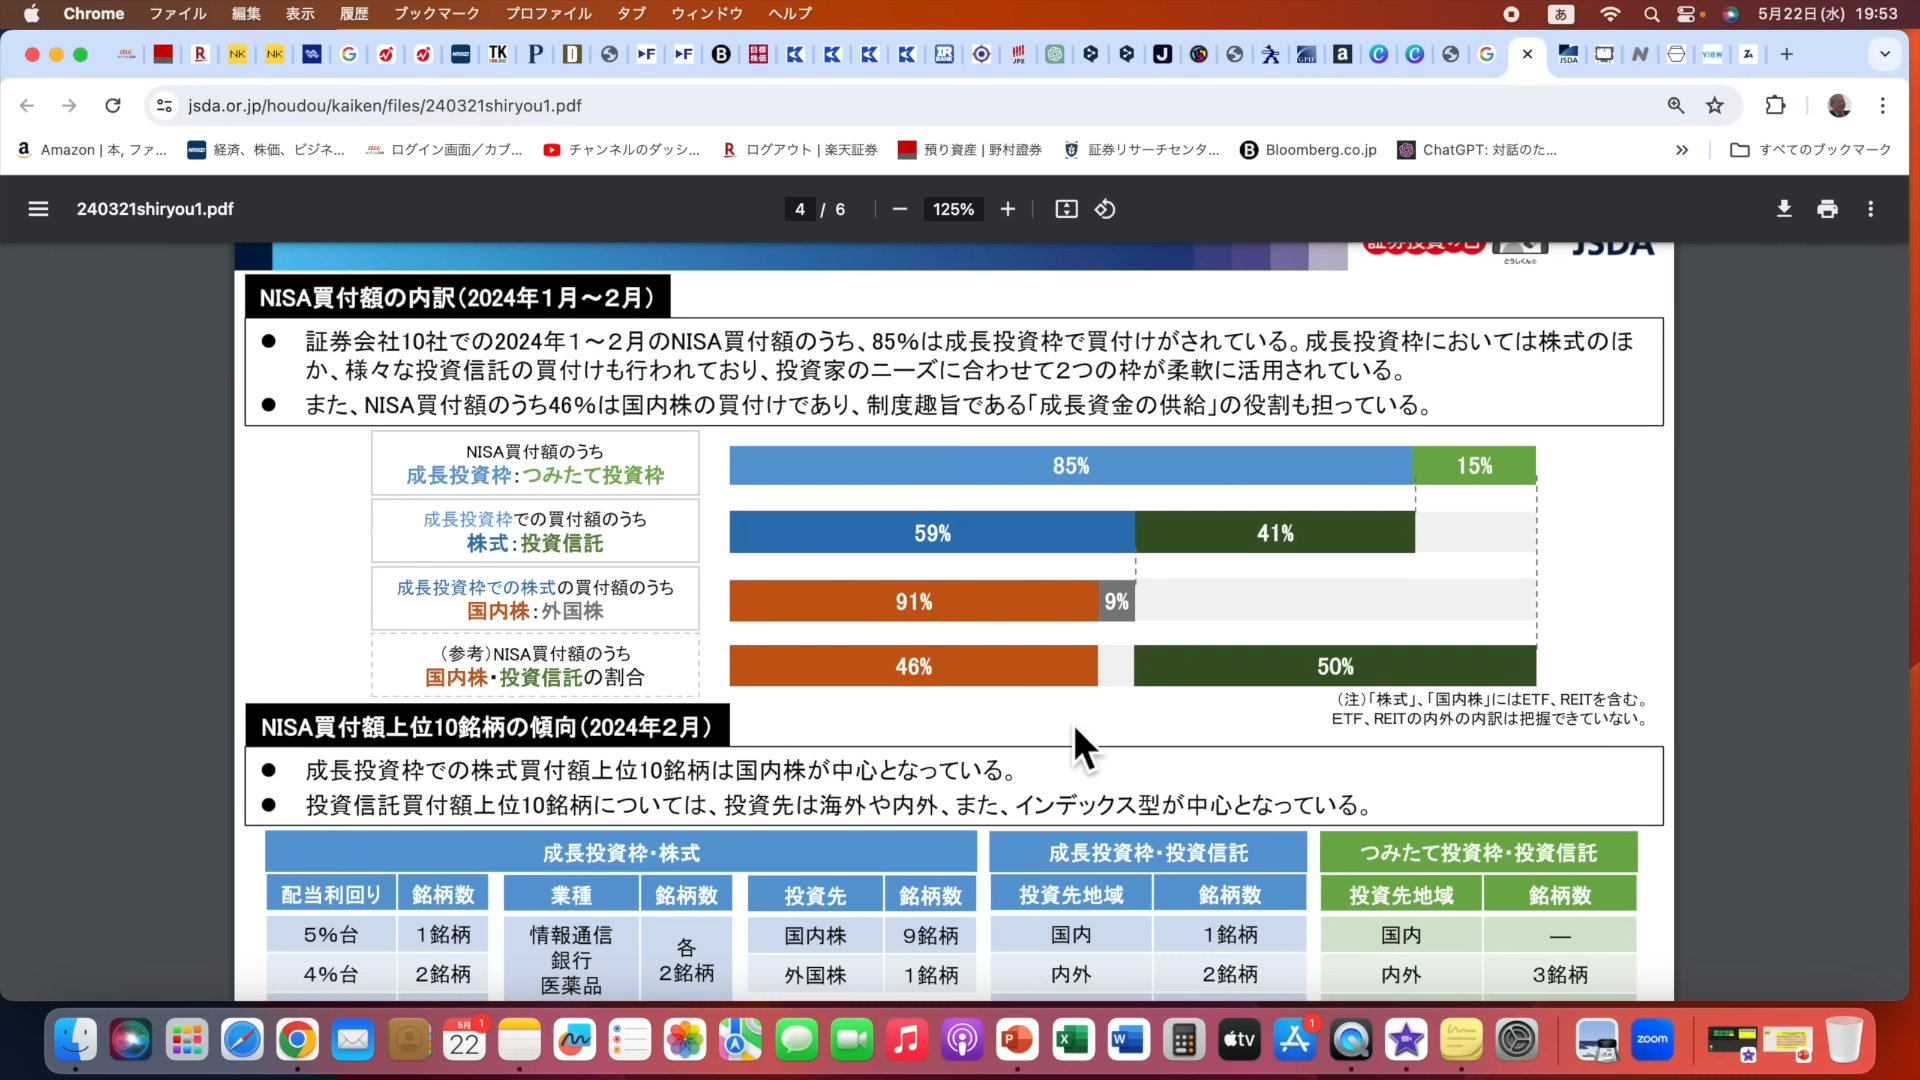 Chrome ファイル 編集 表示 履歴 ブックマーク プロファイル タブ ウィンドウ ヘルプ あ 5月22日(水) 19:53
jsda.or.jp/houdou/kaiken/files/240321shiryou1.pdf
Amazon | 本, ファ... 経済、株価、ビジネ... ログイン画面／カブ... チャンネルのダッシ... ログアウト | 楽天証券 預り資産 | 野村證券 証券リサーチセンタ... Bloomberg.co.jp ChatGPT: 対話のた... すべてのブックマーク
240321shiryou1.pdf 4 / 6 125%
とうしくん JSDA
NISA買付額の内訳（2024年１月～２月）
● 証券会社10社での2024年１～２月のNISA買付額のうち、85%は成長投資枠で買付けがされている。成長投資枠においては株式のほ
か、様々な投資信託の買付けも行われており、投資家のニーズに合わせて2つの枠が柔軟に活用されている。
● また、NISA買付額のうち46%は国内株の買付けであり、制度趣旨である「成長資金の供給」の役割も担っている。
NISA買付額のうち
成長投資枠：つみたて投資枠
85% 15%
成長投資枠での買付額のうち
株式：投資信託
59% 41%
成長投資枠での株式の買付額のうち
国内株：外国株
91% 9%
（参考）NISA買付額のうち
国内株・投資信託の割合
46% 50%
（注）「株式」、「国内株」にはETF、REITを含む。
ETF、REITの内外の内訳は把握できていない。
NISA買付額上位10銘柄の傾向（2024年２月）
● 成長投資枠での株式買付額上位10銘柄は国内株が中心となっている。
● 投資信託買付額上位10銘柄については、投資先は海外や内外、また、インデックス型が中心となっている。
成長投資枠・株式 成長投資枠・投資信託 つみたて投資枠・投資信託
配当利回り 銘柄数 業種 銘柄数 投資先 銘柄数 投資先地域 銘柄数 投資先地域 銘柄数
5%台 1銘柄 情報通信 国内株 9銘柄 国内 1銘柄 国内 ―
銀行 各
4%台 2銘柄 医薬品 2銘柄 外国株 1銘柄 内外 2銘柄 内外 3銘柄
5月 1
22
tv
1
zoom